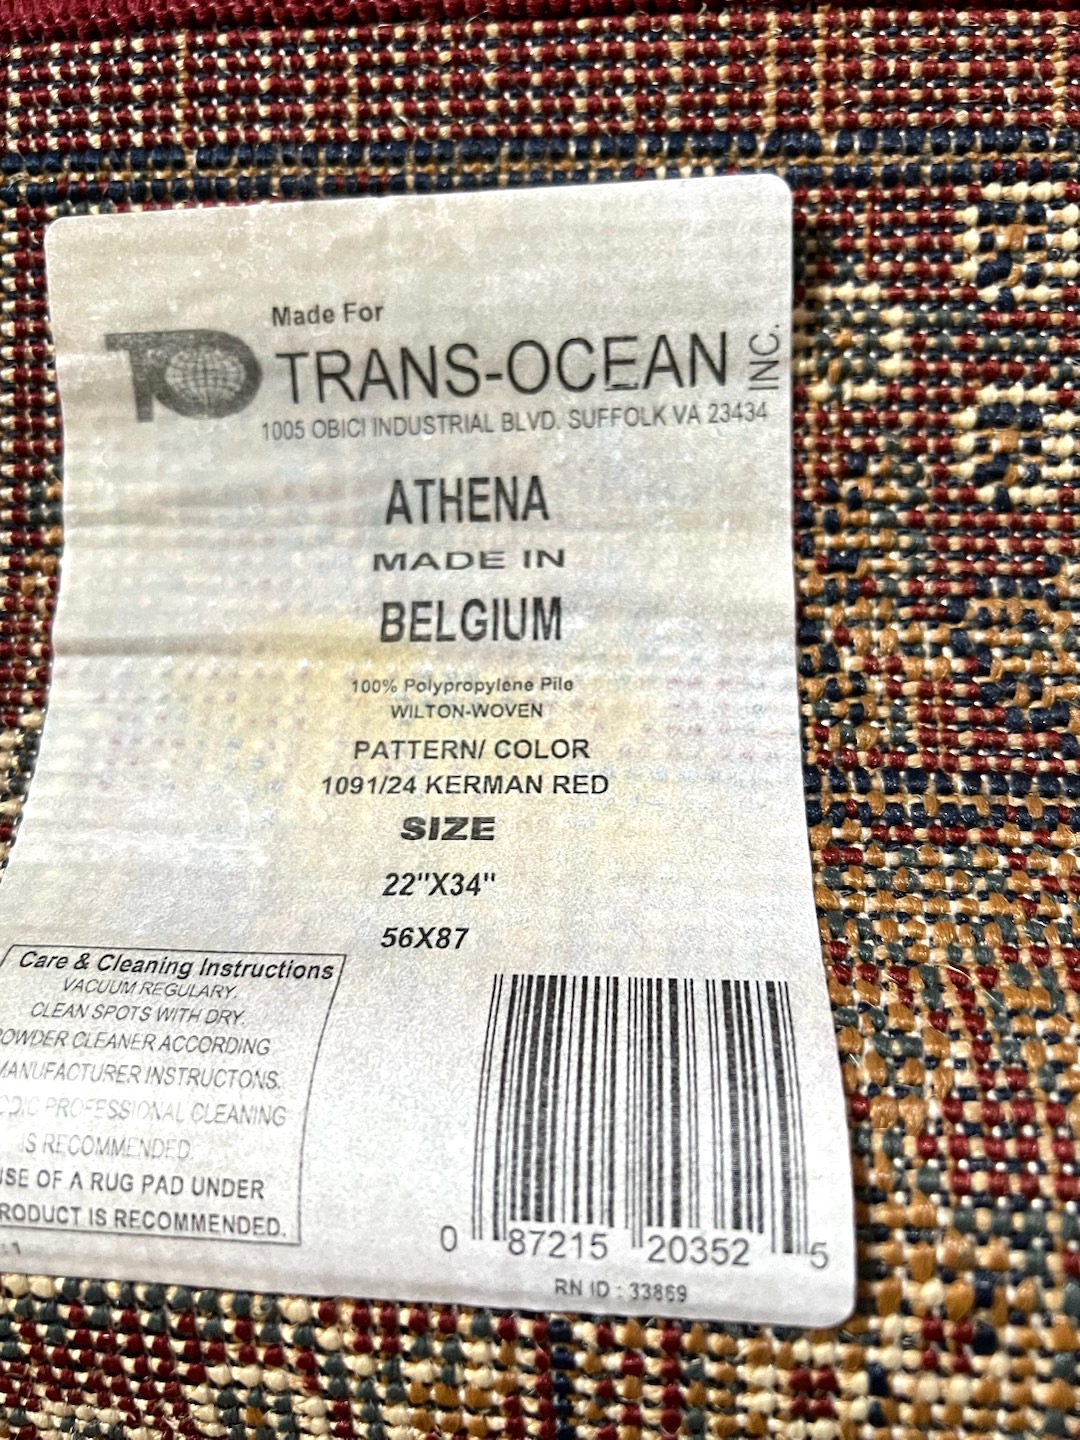 Made For
TRANS-OCEAN INC.
1005 OBICI INDUSTRIAL BLVD. SUFFOLK VA 23434
ATHENA
MADE IN
BELGIUM
100% Polypropylene Pile
WILTON-WOVEN
PATTERN/ COLOR
1091/24 KERMAN RED
SIZE
22"X34"
56X87
Care & Cleaning Instructions
VACUUM REGULARY.
CLEAN SPOTS WITH DRY.
OWDER CLEANER ACCORDING
MANUFACTURER INSTRUCTONS.
ODIC PROFESSIONAL CLEANING
IS RECOMMENDED.
USE OF A RUG PAD UNDER
RODUCT IS RECOMMENDED.
0 87215 20352 5
RN ID : 33869